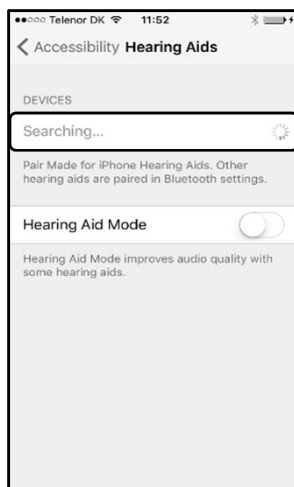 Telenor DK 11:52
Accessibility Hearing Aids
DEVICES
Searching...
Pair Made for iPhone Hearing Aids. Other
hearing aids are paired in Bluetooth settings.
Hearing Aid Mode
Hearing Aid Mode improves audio quality with
some hearing aids.